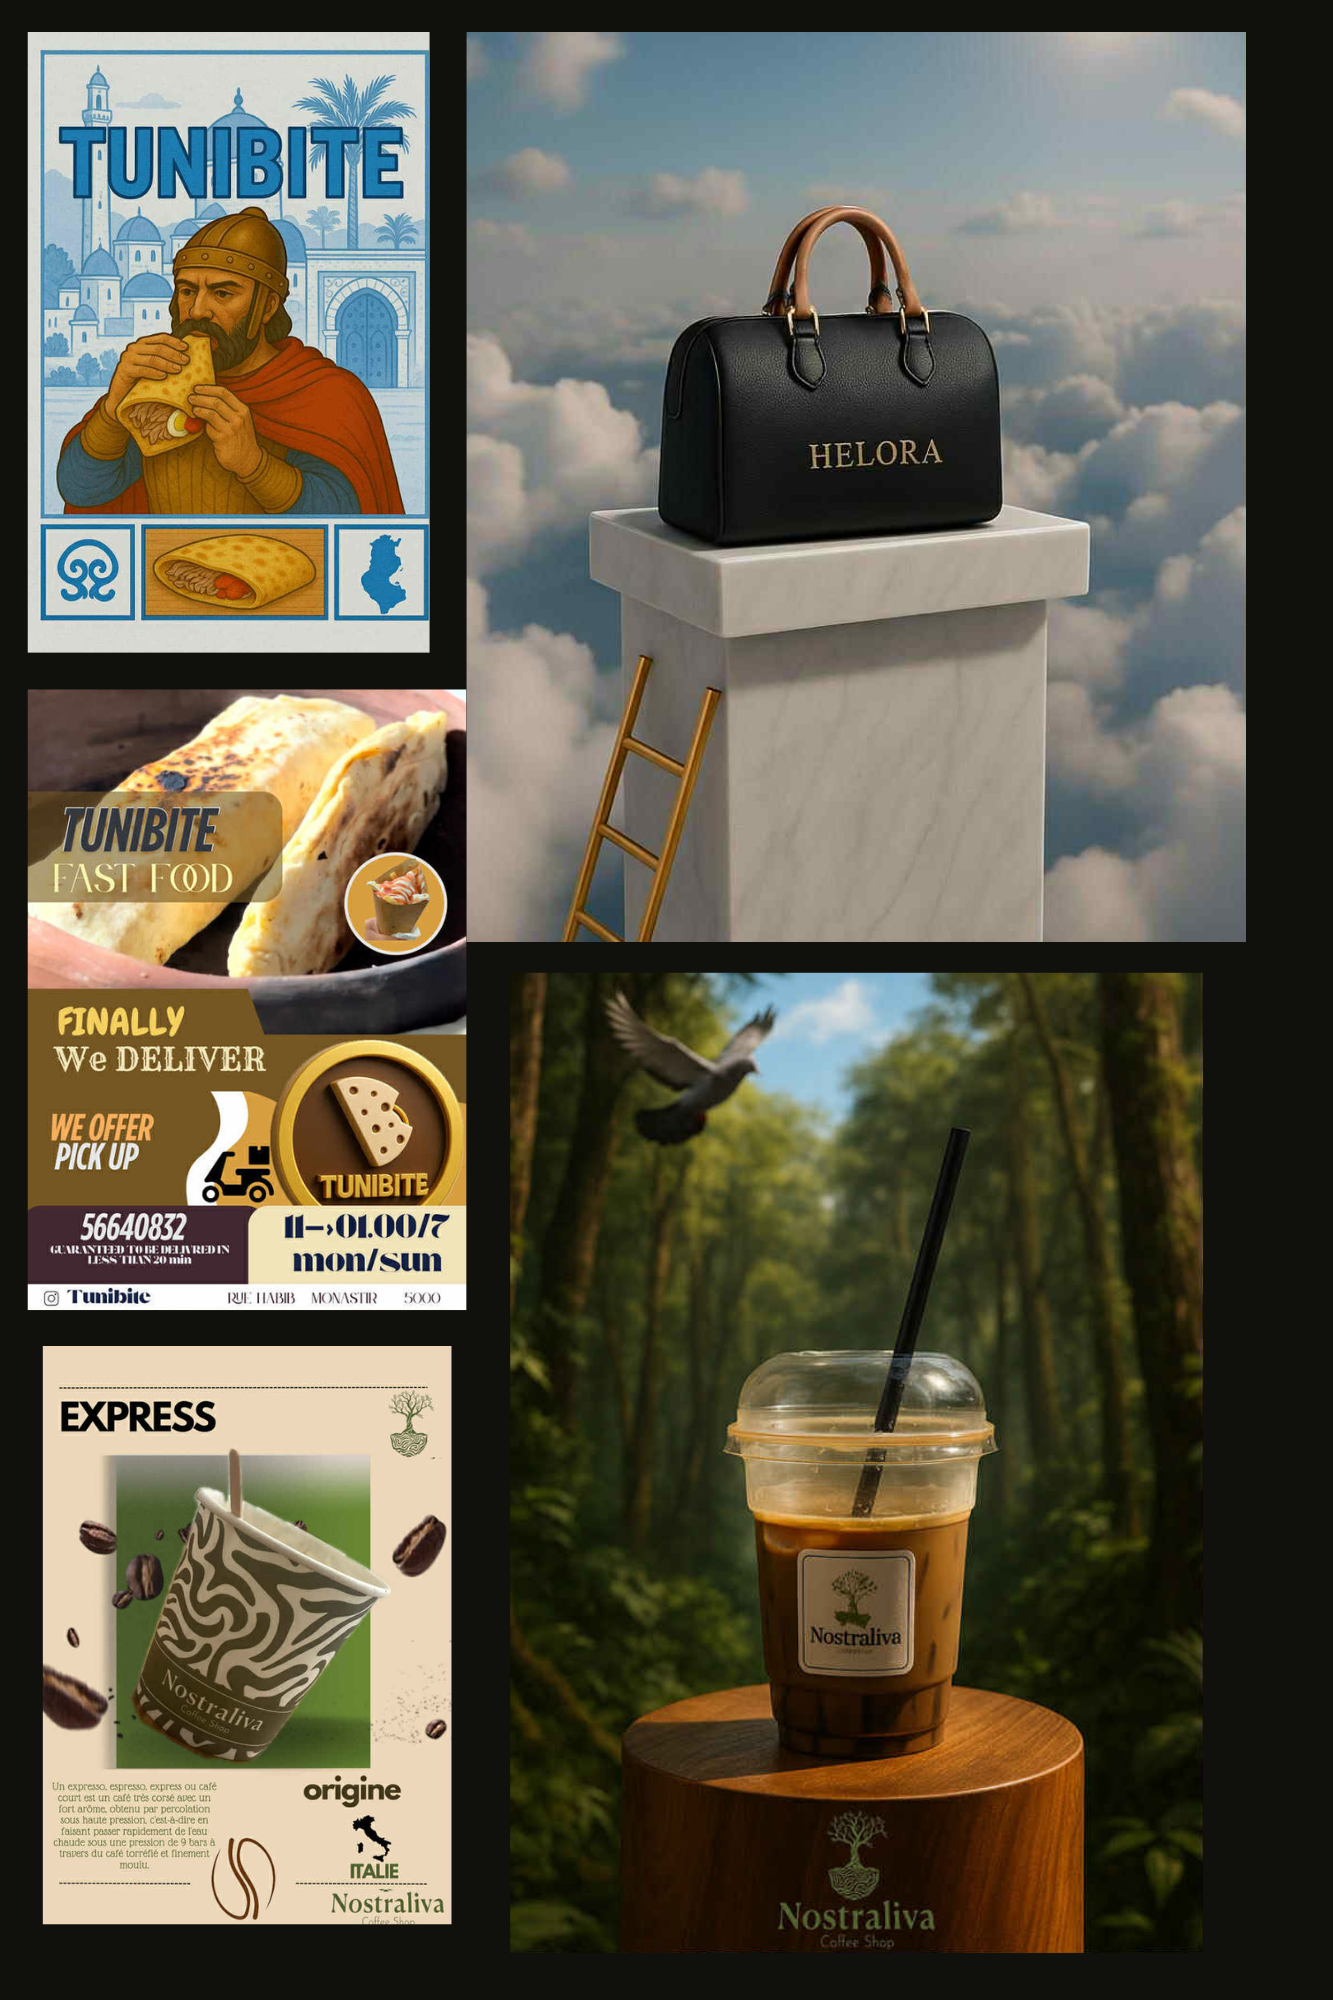 TUNIBITE
HELORA
TUNIBITE
FAST FOOD
FINALLY
We DELIVER
WE OFFER
PICK UP
TUNIBITE
56640832
GUARANTEED TO BE DELIVRED IN
LESS THAN 20 min
11->01.00/7
mon/sun
Tunibite
RUE HABIB MONASTIR 5000
EXPRESS
Nostraliva
Coffee Shop
Un expresso, espresso, express ou café
court est un café très corsé avec un
fort arôme, obtenu par percolation
sous haute pression, c'est-à-dire en
faisant passer rapidement de l'eau
chaude sous une pression de 9 bars à
travers du café torréfié et finement
moulu.
origine
ITALIE
Nostraliva
Coffee Shop
Nostraliva
Nostraliva
Coffee Shop